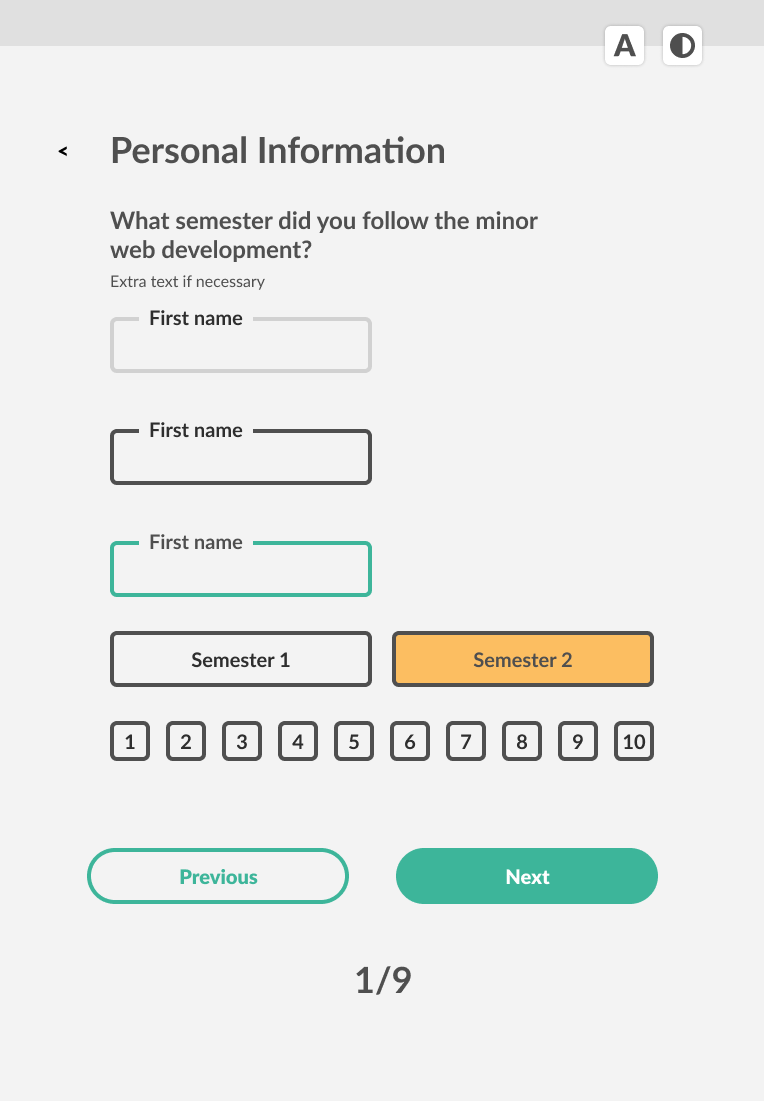 A
< Personal Information
What semester did you follow the minor
web development?
Extra text if necessary
First name
First name
First name
Semester 1 Semester 2
1 2 3 4 5 6 7 8 9 10
Previous Next
1/9